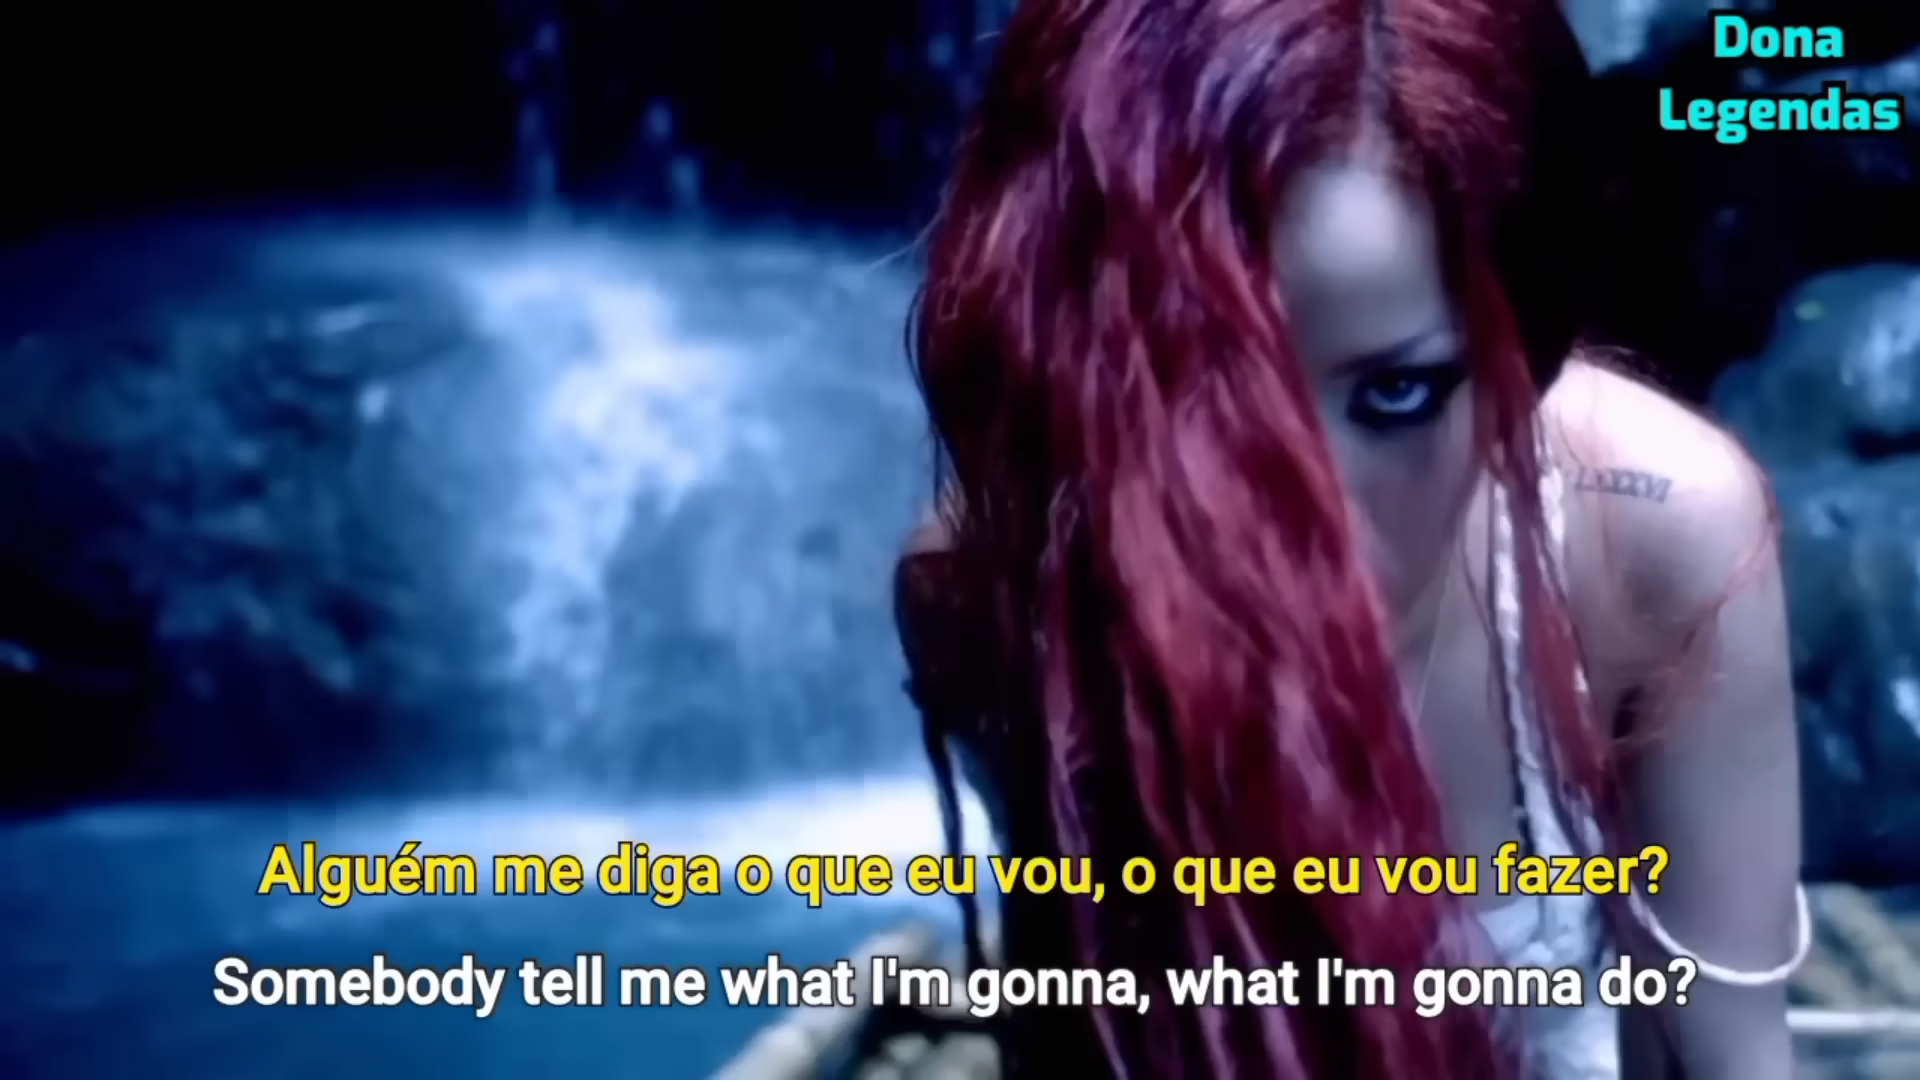 Dona
Legendas
Alguém me diga o que eu vou, o que eu vou fazer?
Somebody tell me what I'm gonna, what I'm gonna do?